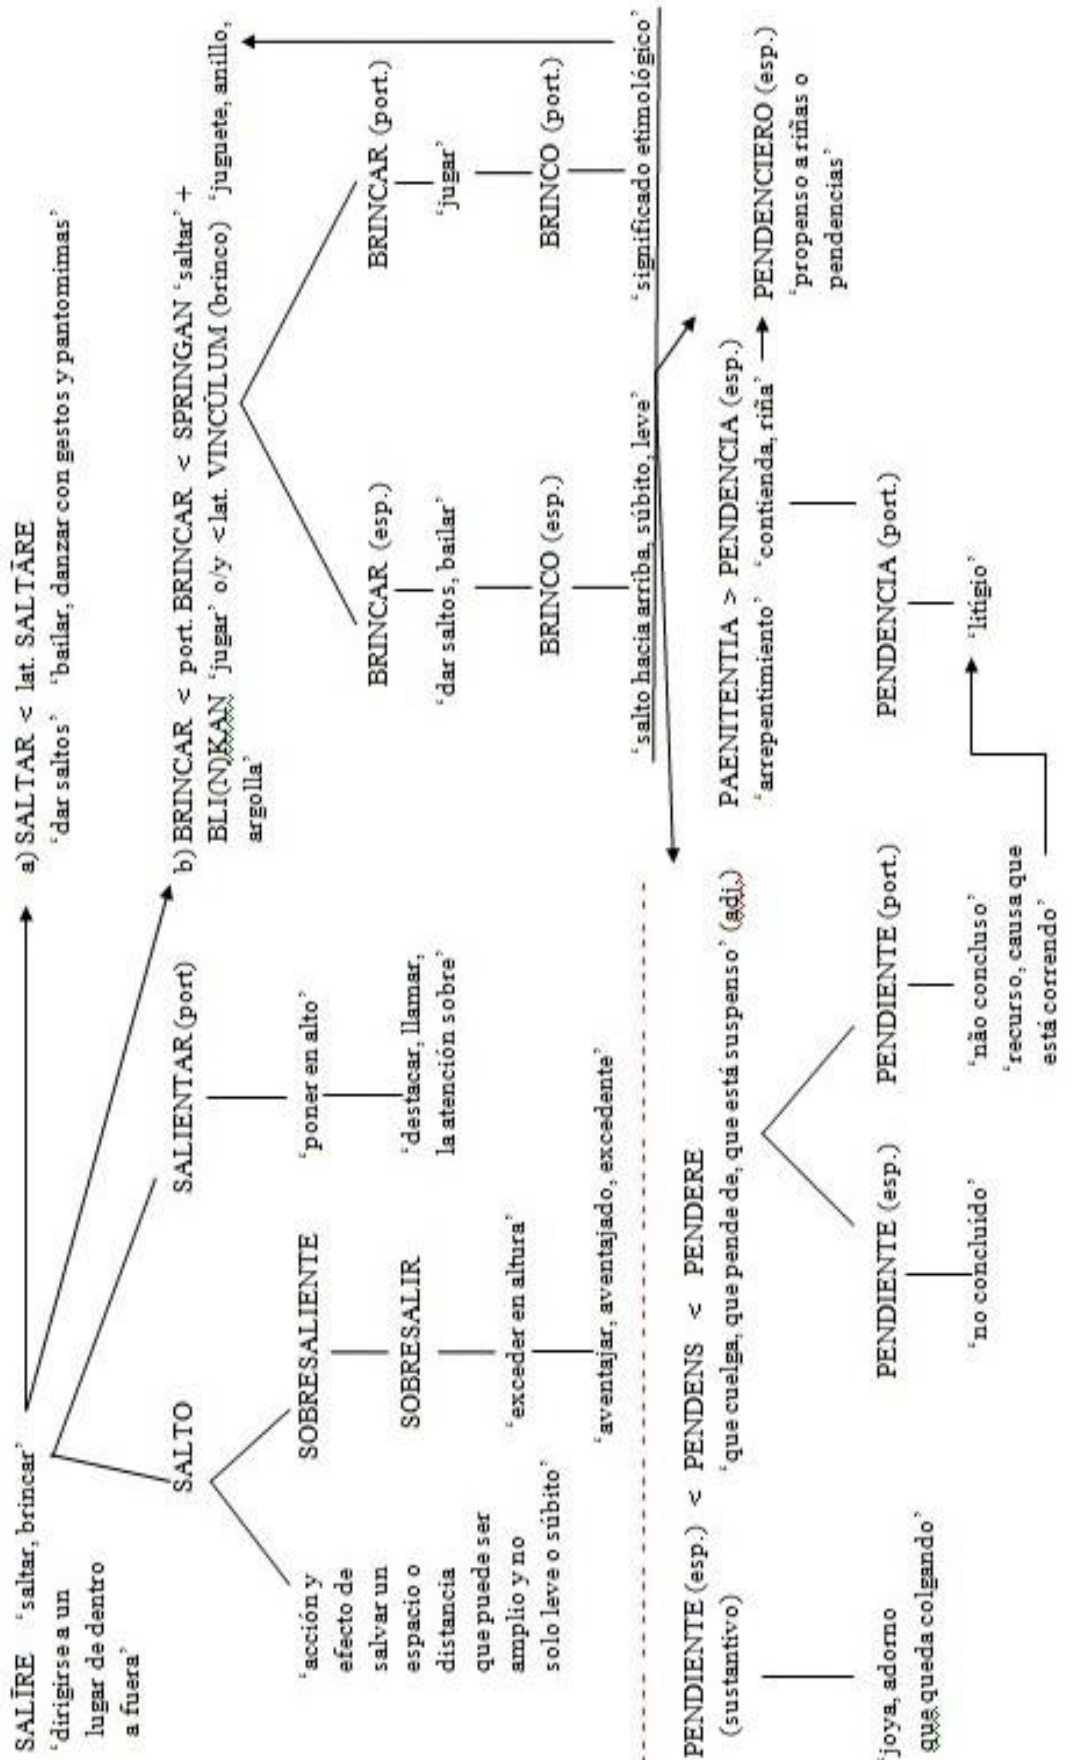 SALĪRE ‘saltar, brincar’
‘dirigirse a un
lugar de dentro
a fuera’
a) SALTAR < lat. SALTĀRE
‘dar saltos’ ‘bailar, danzar con gestos y pantomimas’
SALTO
SALIENTAR (port)
b) BRINCAR < port. BRINCAR < SPRINGAN ‘saltar’ +
BLI(N)KAN ‘jugar’ o/y < lat. VINCŬLUM (brinco) ‘juguete, anillo,
argolla’
‘acción y
efecto de
salvar un
espacio o
distancia
que puede ser
amplio y no
solo leve o súbito’
SOBRESALIENTE
SOBRESALIR
‘exceder en altura’
‘aventajar, aventajado, excedente’
‘poner en alto’
‘destacar, llamar,
la atención sobre’
BRINCAR (esp.)
‘dar saltos, bailar’
BRINCO (esp.)
‘salto hacia arriba, súbito, leve’
BRINCAR (port.)
‘jugar’
BRINCO (port.)
‘significado etimológico’
PENDIENTE (esp.) < PENDENS < PENDERE
(sustantivo)
‘que cuelga, que pende de, que está suspenso’ (adj.)
‘joya, adorno
que queda colgando’
PENDIENTE (esp.)
‘no concluido’
PENDIENTE (port.)
‘não concluso’
‘recurso, causa que
está correndo’
PAENITENTIA > PENDENCIA (esp.)
‘arrepentimiento’ ‘contienda, riña’
PENDENCIERO (esp.)
‘propenso a riñas o
pendencias’
PENDENCIA (port.)
‘litigio’